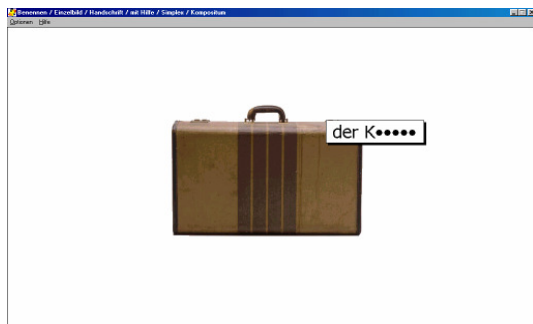 Benennen / Einzelbild / Handschrift / mit Hilfe / Simplex / Kompositum
Optionen Hilfe
der K•••••